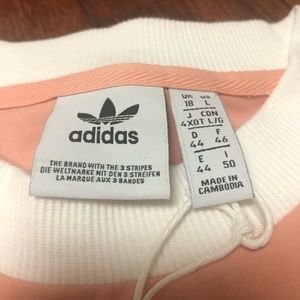 adidas
THE BRAND WITH THE 3 STRIPES
DIE WELTMARKE MIT DEN 3 STREIFEN
LA MARQUE AUX 3 BANDES
UK US
18 L
J CON
4XOT L/G
D F
44 46
E I
44 50
MADE IN
CAMBODIA